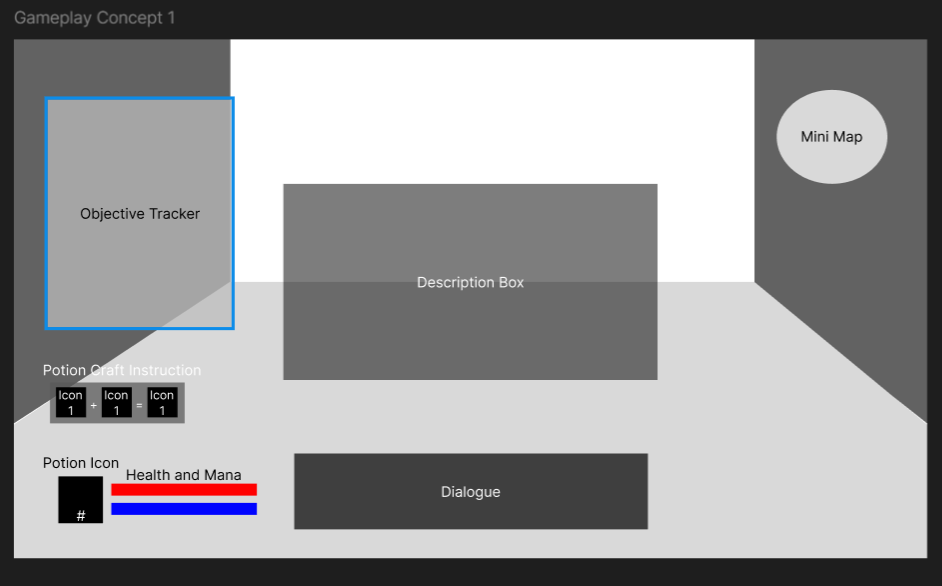 Gameplay Concept 1
Mini Map
Objective Tracker
Description Box
Potion Craft Instruction
Icon
1
+
Icon
1
=
Icon
1
Potion Icon
Health and Mana
#
Dialogue